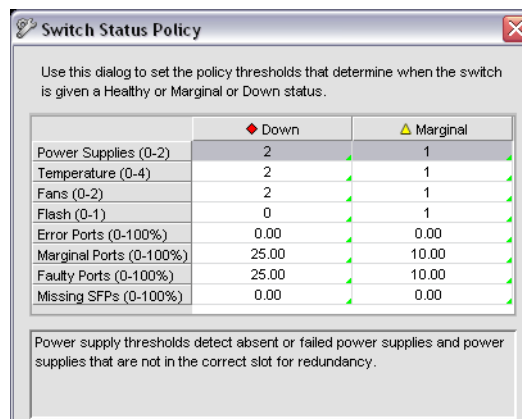 Switch Status Policy
Use this dialog to set the policy thresholds that determine when the switch
is given a Healthy or Marginal or Down status.
Down Marginal
Power Supplies (0-2) 2 1
Temperature (0-4) 2 1
Fans (0-2) 2 1
Flash (0-1) 0 1
Error Ports (0-100%) 0.00 0.00
Marginal Ports (0-100%) 25.00 10.00
Faulty Ports (0-100%) 25.00 10.00
Missing SFPs (0-100%) 0.00 0.00
Power supply thresholds detect absent or failed power supplies and power
supplies that are not in the correct slot for redundancy.